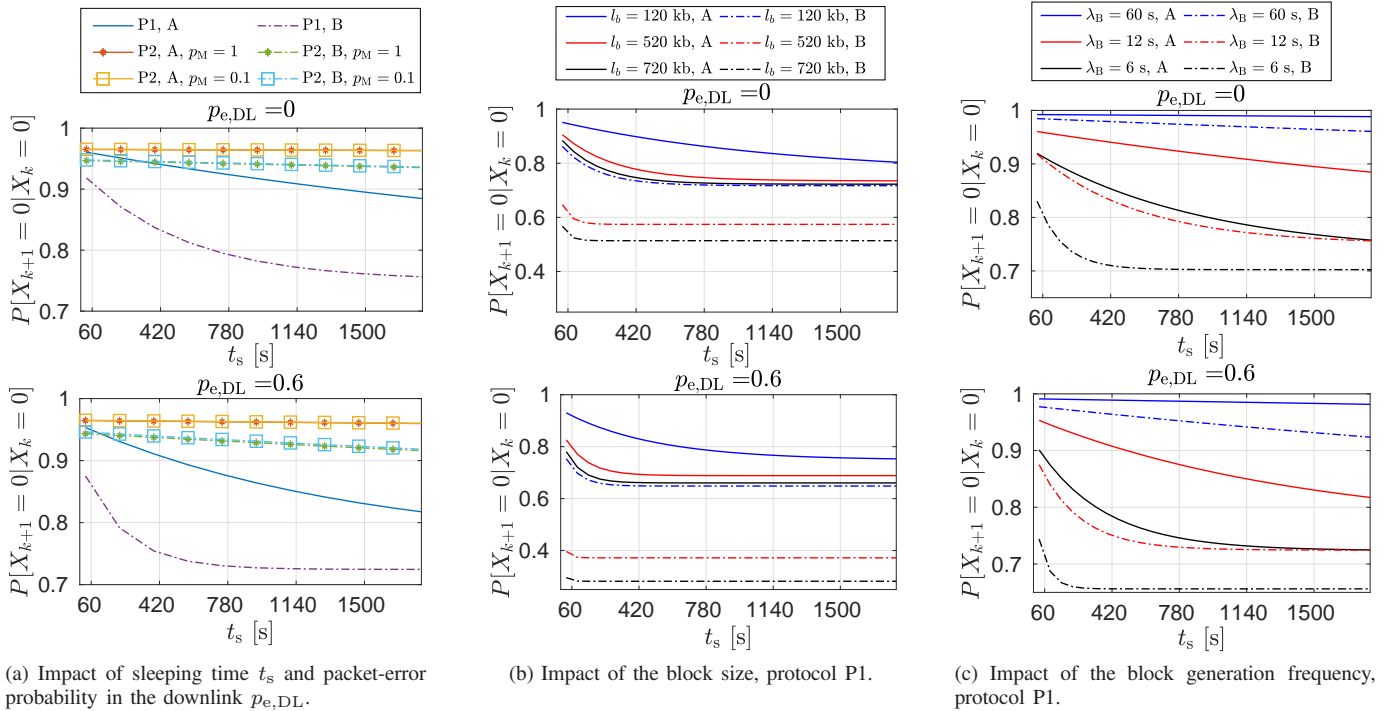 P1, A
P1, B
P2, A, p_M = 1
P2, B, p_M = 1
P2, A, p_M = 0.1
P2, B, p_M = 0.1
p_e,DL =0
P[X_k+1 = 0|X_k = 0]
1
0.9
0.8
0.7
60 420 780 1140 1500
t_s [s]
p_e,DL =0.6
P[X_k+1 = 0|X_k = 0]
1
0.9
0.8
0.7
60 420 780 1140 1500
t_s [s]
(a) Impact of sleeping time t_s and packet-error
probability in the downlink p_e,DL.
l_b = 120 kb, A
l_b = 120 kb, B
l_b = 520 kb, A
l_b = 520 kb, B
l_b = 720 kb, A
l_b = 720 kb, B
p_e,DL =0
P[X_k+1 = 0|X_k = 0]
1
0.8
0.6
0.4
60 420 780 1140 1500
t_s [s]
p_e,DL =0.6
P[X_k+1 = 0|X_k = 0]
1
0.8
0.6
0.4
60 420 780 1140 1500
t_s [s]
(b) Impact of the block size, protocol P1.
λ_B = 60 s, A
λ_B = 60 s, B
λ_B = 12 s, A
λ_B = 12 s, B
λ_B = 6 s, A
λ_B = 6 s, B
p_e,DL =0
P[X_k+1 = 0|X_k = 0]
1
0.9
0.8
0.7
60 420 780 1140 1500
t_s [s]
p_e,DL =0.6
P[X_k+1 = 0|X_k = 0]
1
0.9
0.8
0.7
60 420 780 1140 1500
t_s [s]
(c) Impact of the block generation frequency,
protocol P1.